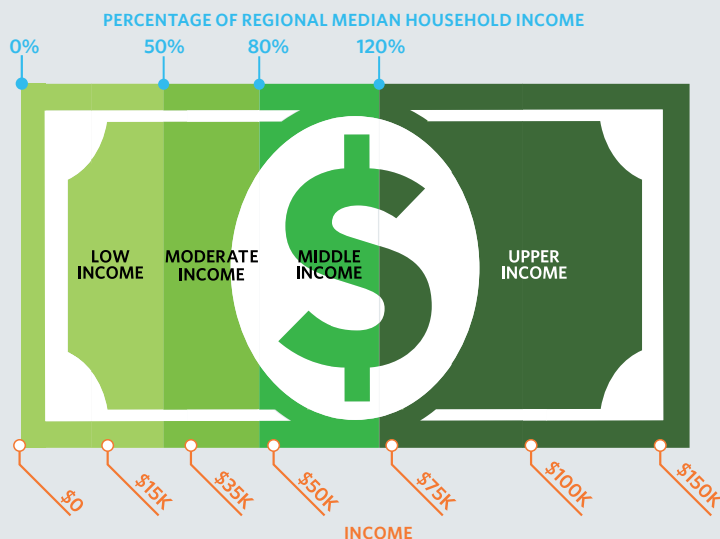 PERCENTAGE OF REGIONAL MEDIAN HOUSEHOLD INCOME
0% 50% 80% 120%
LOW INCOME
MODERATE INCOME
MIDDLE INCOME
UPPER INCOME
$
$0 $15K $35K $50K $75K $100K $150K
INCOME